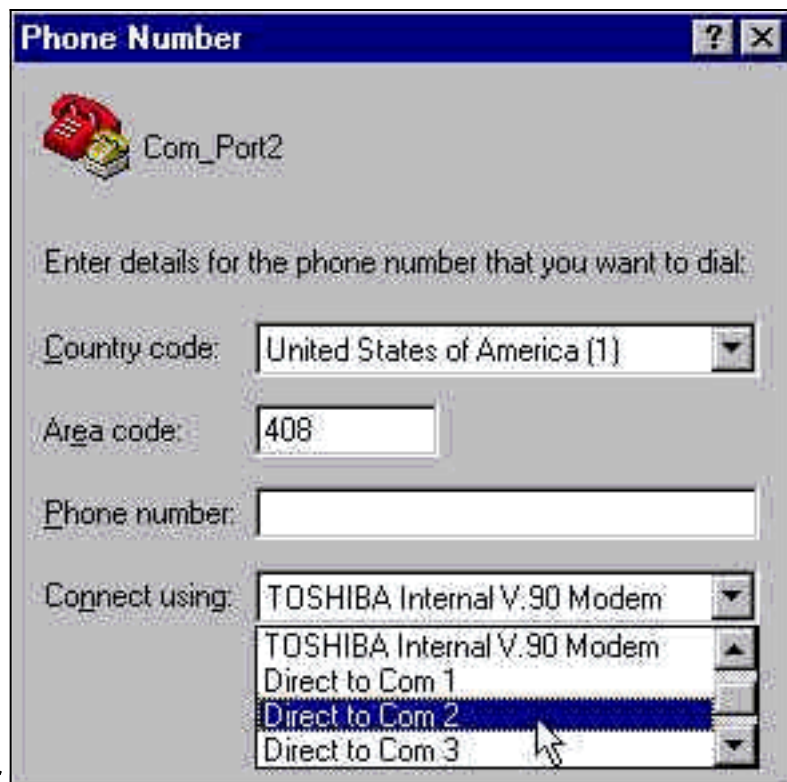 Phone Number
Com_Port2
Enter details for the phone number that you want to dial:
Country code: United States of America (1)
Area code: 408
Phone number:
Connect using: TOSHIBA Internal V.90 Modem
TOSHIBA Internal V.90 Modem
Direct to Com 1
Direct to Com 2
Direct to Com 3